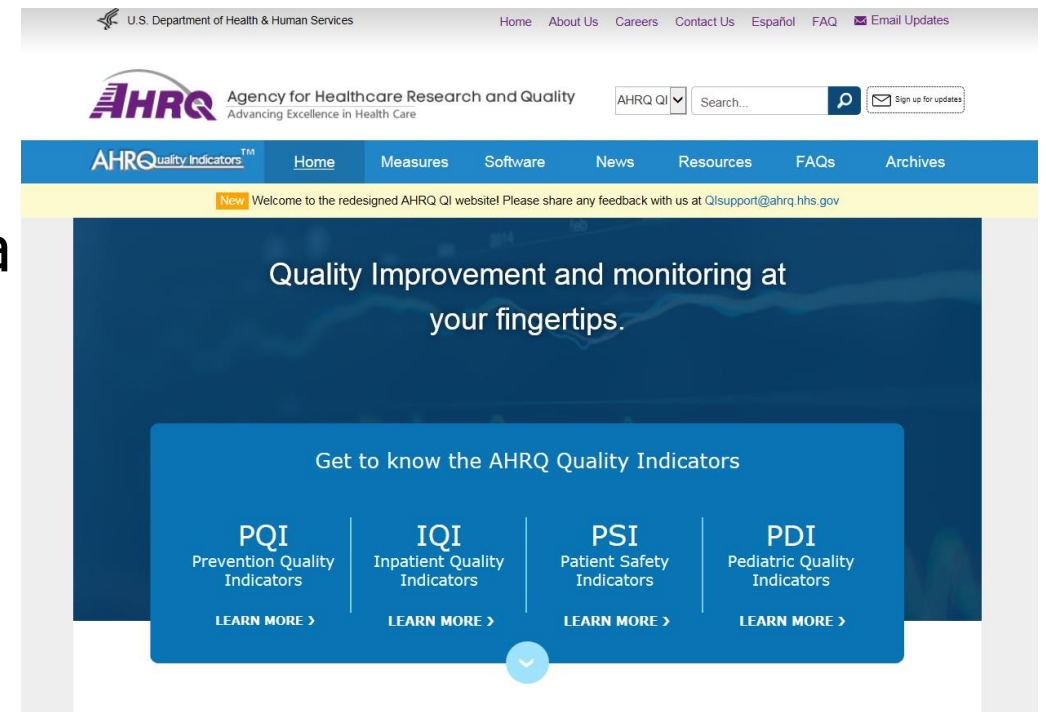 U.S. Department of Health & Human Services Home About Us Careers Contact Us Español FAQ Email Updates
AHRQ Agency for Healthcare Research and Quality
Advancing Excellence in Health Care
AHRQ QI Search... Sign up for updates
AHRQuality Indicators™ Home Measures Software News Resources FAQs Archives
New Welcome to the redesigned AHRQ QI website! Please share any feedback with us at QIsupport@ahrq.hhs.gov
a
2014
Quality Improvement and monitoring at
your fingertips.
Get to know the AHRQ Quality Indicators
PQI
Prevention Quality
Indicators
LEARN MORE ›
IQI
Inpatient Quality
Indicators
LEARN MORE ›
PSI
Patient Safety
Indicators
LEARN MORE ›
PDI
Pediatric Quality
Indicators
LEARN MORE ›